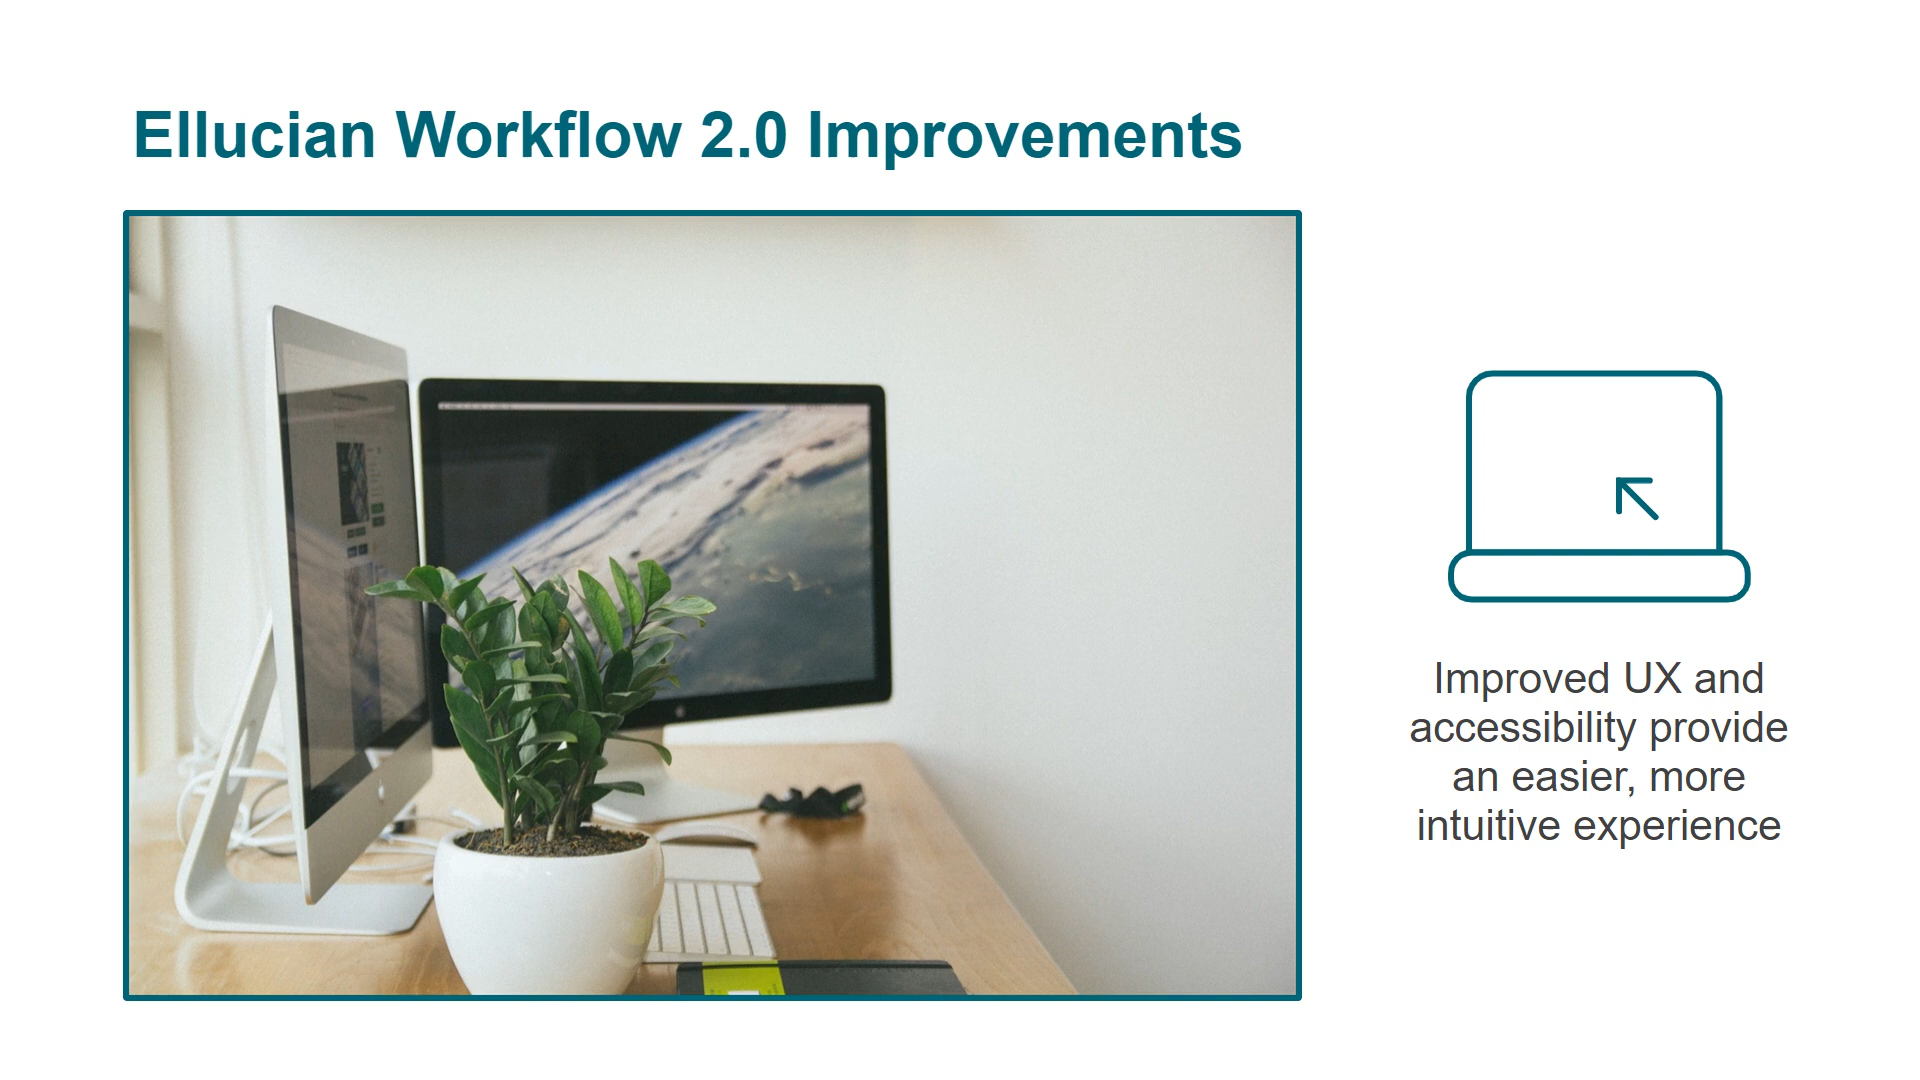 Ellucian Workflow 2.0 Improvements
Improved UX and
accessibility provide
an easier, more
intuitive experience